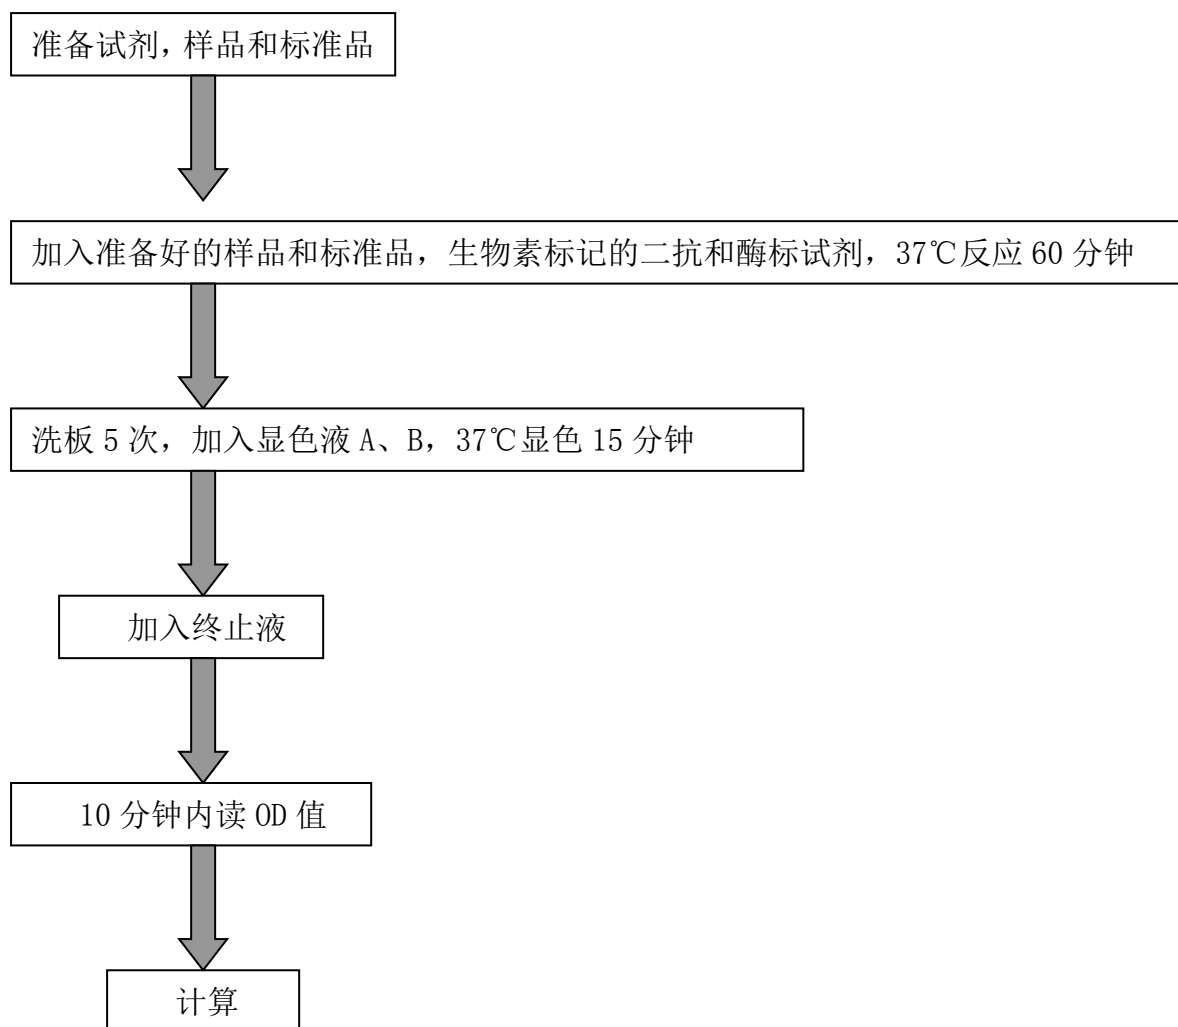 准备试剂，样品和标准品
加入准备好的样品和标准品，生物素标记的二抗和酶标试剂，37℃反应 60 分钟
洗板 5 次，加入显色液 A、B，37℃显色 15 分钟
加入终止液
10 分钟内读 OD 值
计算